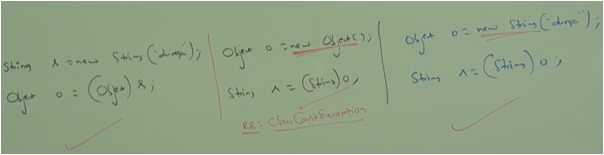 String s = new String("durga");
Object o = (Object) s;
Object o = new Object();
String s = (String) o;
RE: ClassCastException
Object o = new String("durga");
String s = (String) o;